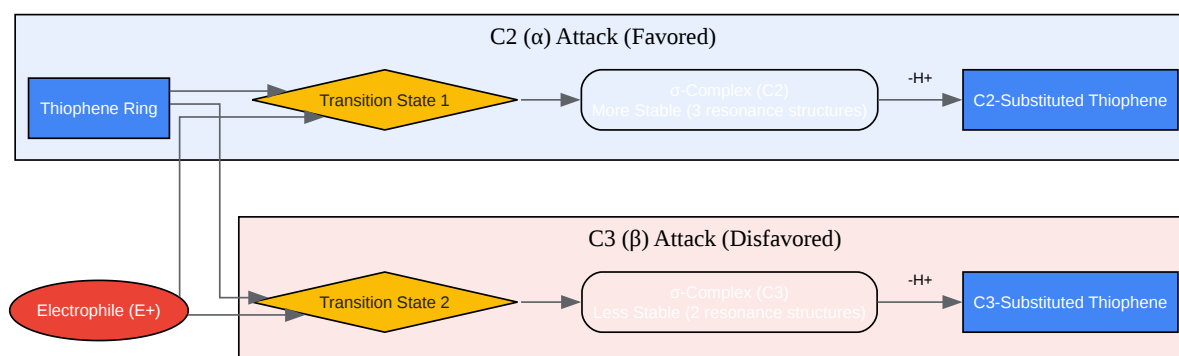 C2 (α) Attack (Favored)
Thiophene Ring
Transition State 1
σ-Complex (C2)
More Stable (3 resonance structures)
-H+
C2-Substituted Thiophene
C3 (β) Attack (Disfavored)
Electrophile (E+)
Transition State 2
σ-Complex (C3)
Less Stable (2 resonance structures)
-H+
C3-Substituted Thiophene